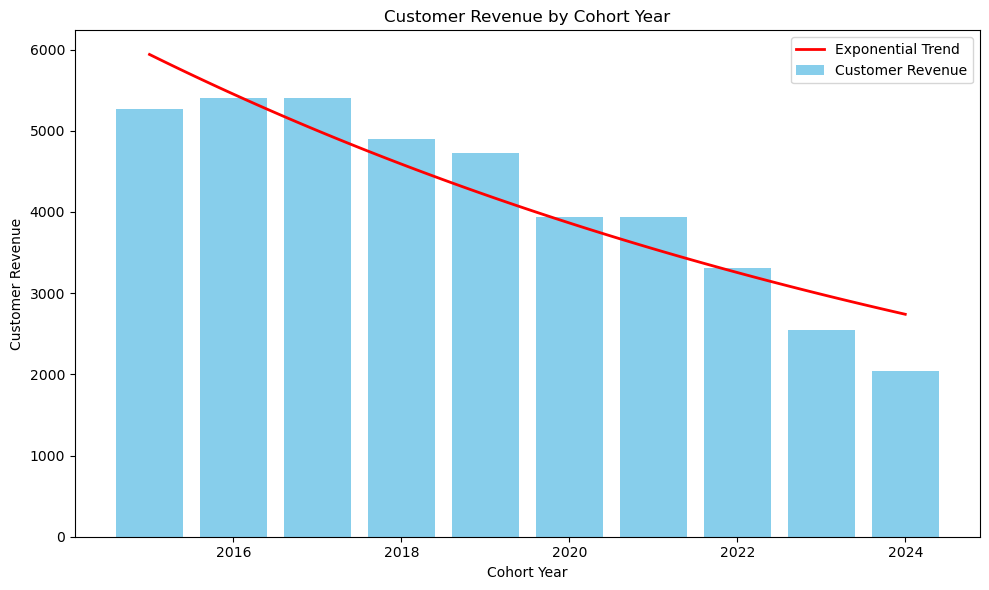 Customer Revenue by Cohort Year
Exponential Trend
Customer Revenue
Customer Revenue
6000
5000
4000
3000
2000
1000
0
2016 2018 2020 2022 2024
Cohort Year